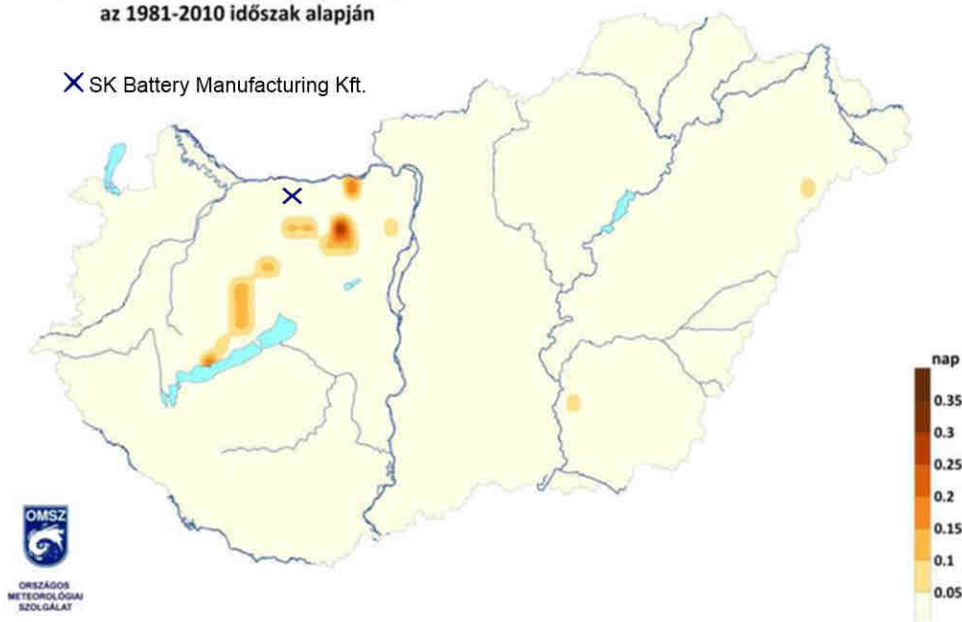 az 1981-2010 időszak alapján
SK Battery Manufacturing Kft.
nap
0.35
0.3
0.25
0.2
0.15
0.1
0.05
OMSZ
ORSZÁGOS
METEOROLÓGIAI
SZOLGÁLAT